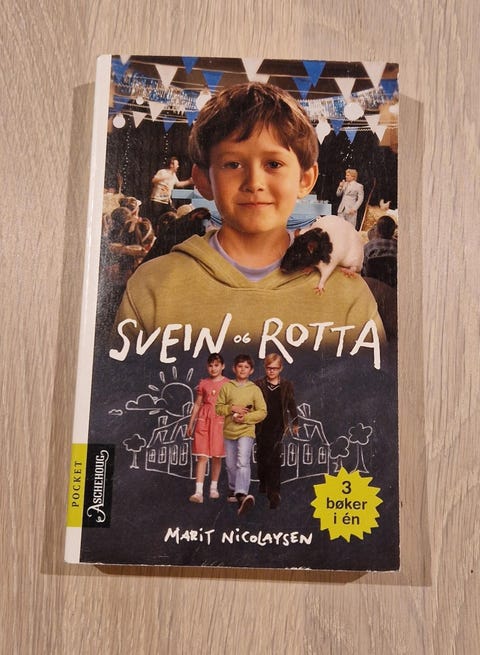 SVEIN OG ROTTA
POCKET
ASCHEHOUG
3
bøker
i én
MARIT NICOLAYSEN